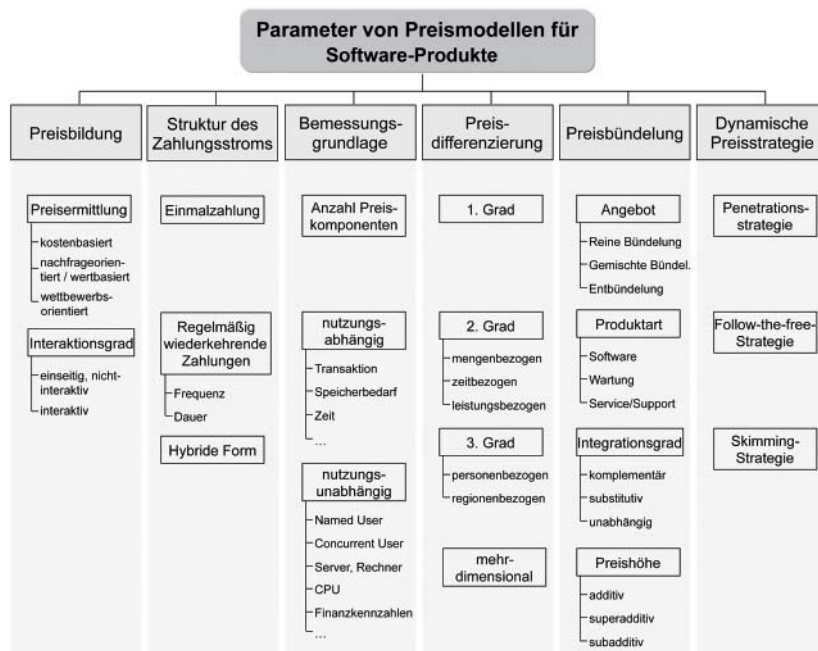 Parameter von Preismodellen für
Software-Produkte
Preisbildung
Preisermittlung
kostenbasiert
nachfrageorien-
tiert / wertbasiert
wettbewerbs-
orientiert
Interaktionsgrad
einseitig, nicht-
interaktiv
interaktiv
Struktur des
Zahlungsstroms
Einmalzahlung
Regelmäßig
wiederkehrende
Zahlungen
Frequenz
Dauer
Hybride Form
Bemessungs-
grundlage
Anzahl Preis-
komponenten
nutzungs-
abhängig
Transaktion
Speicherbedarf
Zeit
...
nutzungs-
unabhängig
Named User
Concurrent User
Server, Rechner
CPU
Finanzkennzahlen
...
Preis-
differenzierung
1. Grad
2. Grad
mengenbezogen
zeitbezogen
leistungsbezogen
3. Grad
personenbezogen
regionenbezogen
mehr-
dimensional
Preisbündelung
Angebot
Reine Bündelung
Gemischte Bündel.
Entbündelung
Produktart
Software
Wartung
Service/Support
Integrationsgrad
komplementär
substitutiv
unabhängig
Preishöhe
additiv
superadditiv
subadditiv
Dynamische
Preisstrategie
Penetrations-
strategie
Follow-the-free-
Strategie
Skimming-
Strategie